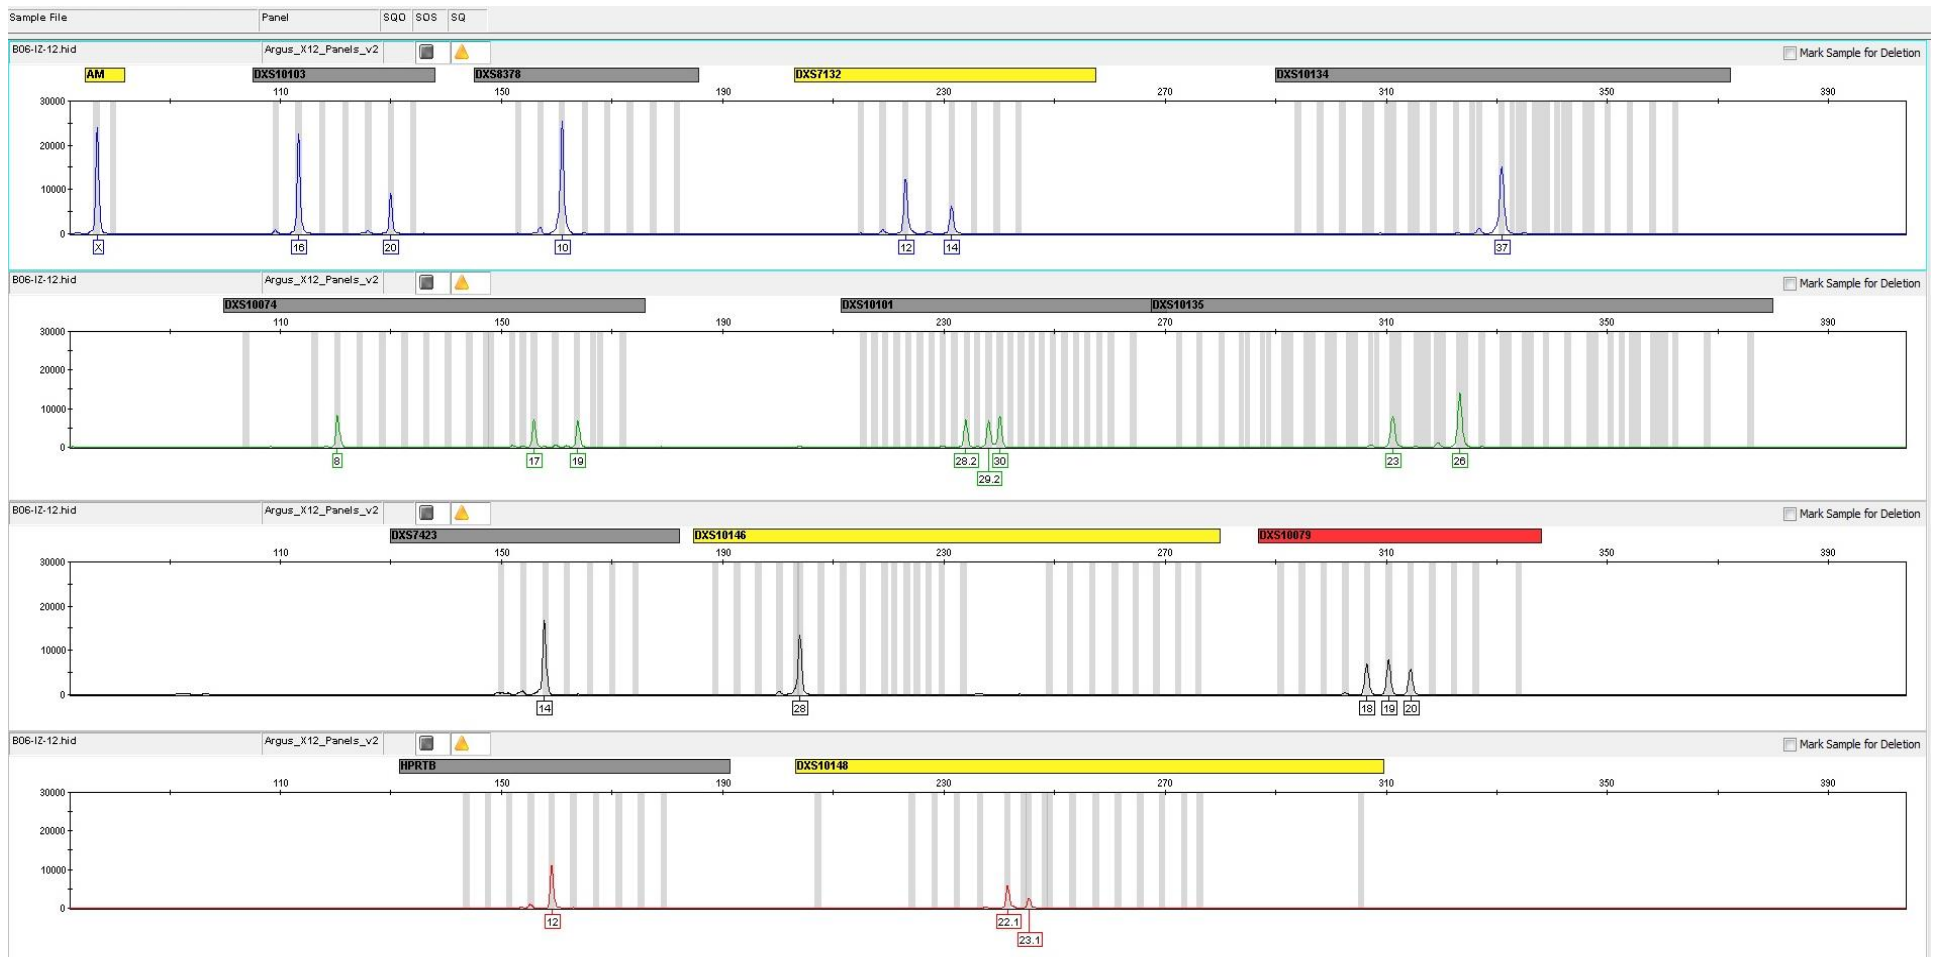 Sample File Panel SQO SOS SQ
B06-IZ-12.hid Argus_X12_Panels_v2 Mark Sample for Deletion
AM DXS10103 DXS8378 DXS7132 DXS10134
110 150 190 230 270 310 350 390
30000
20000
10000
0
X 16 20 10 12 14 37
B06-IZ-12.hid Argus_X12_Panels_v2 Mark Sample for Deletion
DXS10074 DXS10101 DXS10135
110 150 190 230 270 310 350 390
30000
20000
10000
0
8 17 19 28.2 30 23 26
29.2
B06-IZ-12.hid Argus_X12_Panels_v2 Mark Sample for Deletion
DXS7423 DXS10146 DXS10079
110 150 190 230 270 310 350 390
30000
20000
10000
0
14 28 18 19 20
B06-IZ-12.hid Argus_X12_Panels_v2 Mark Sample for Deletion
HPRTB DXS10148
110 150 190 230 270 310 350 390
30000
20000
10000
0
12 22.1
23.1